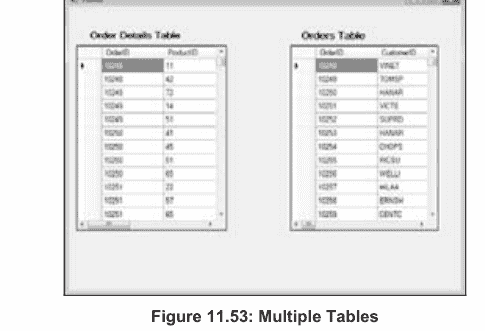 Order Details Table
OrderID ProductID
10248 11
10248 42
10248 72
10249 14
10249 51
10250 41
10250
10250 51
10250 65
10251 22
10251 57
10251 65
Orders Table
OrderID CustomerID
10248 VINET
10249 TOMSP
10250 HANAR
10251 VICTE
10252 SUPRD
10253 HANAR
10254 CHOPS
10255 RICSU
10256 WELLI
10257 HILAA
10258 ERNSH
10259 CENTC
Figure 11.53: Multiple Tables